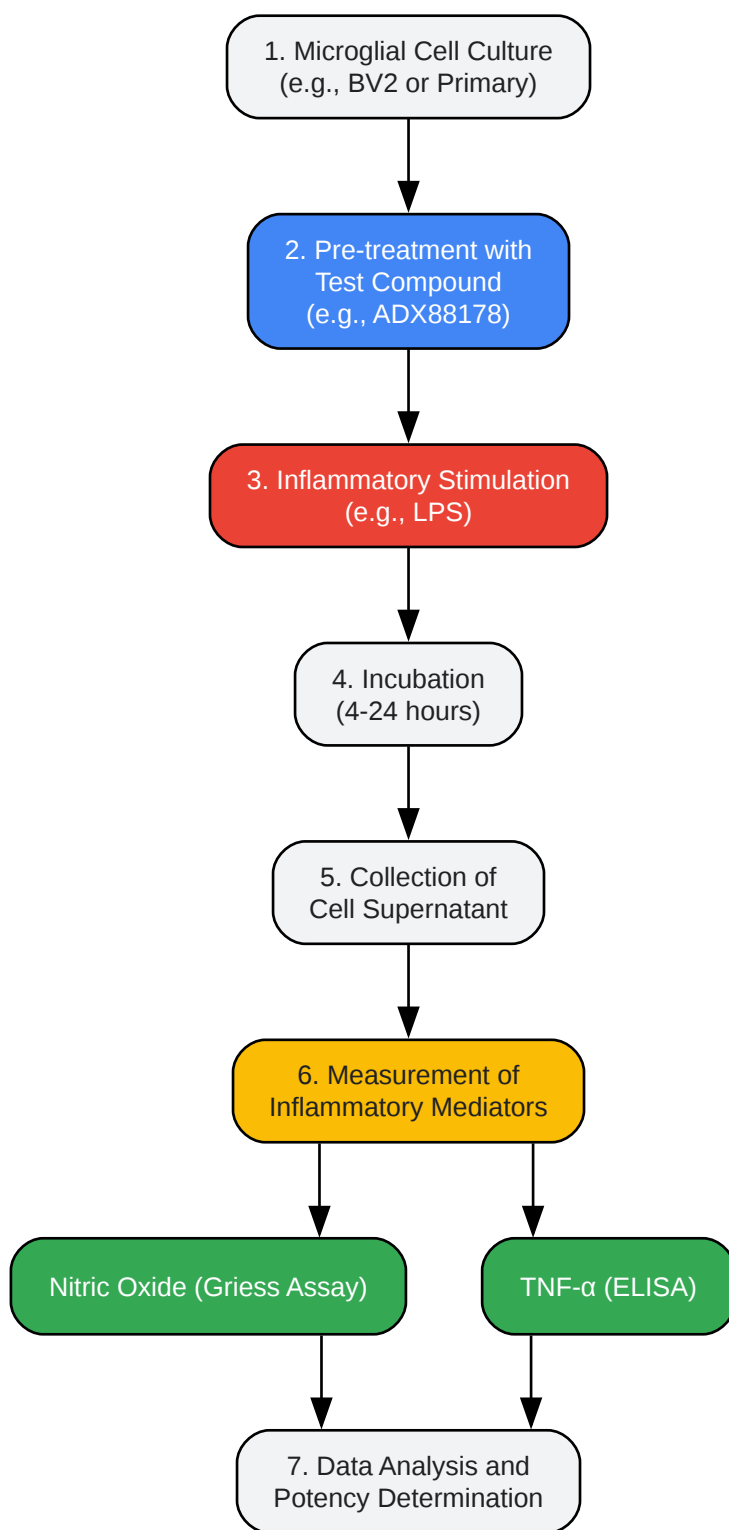 1. Microglial Cell Culture
(e.g., BV2 or Primary)
2. Pre-treatment with
Test Compound
(e.g., ADX88178)
3. Inflammatory Stimulation
(e.g., LPS)
4. Incubation
(4-24 hours)
5. Collection of
Cell Supernatant
6. Measurement of
Inflammatory Mediators
Nitric Oxide (Griess Assay)
TNF-α (ELISA)
7. Data Analysis and
Potency Determination